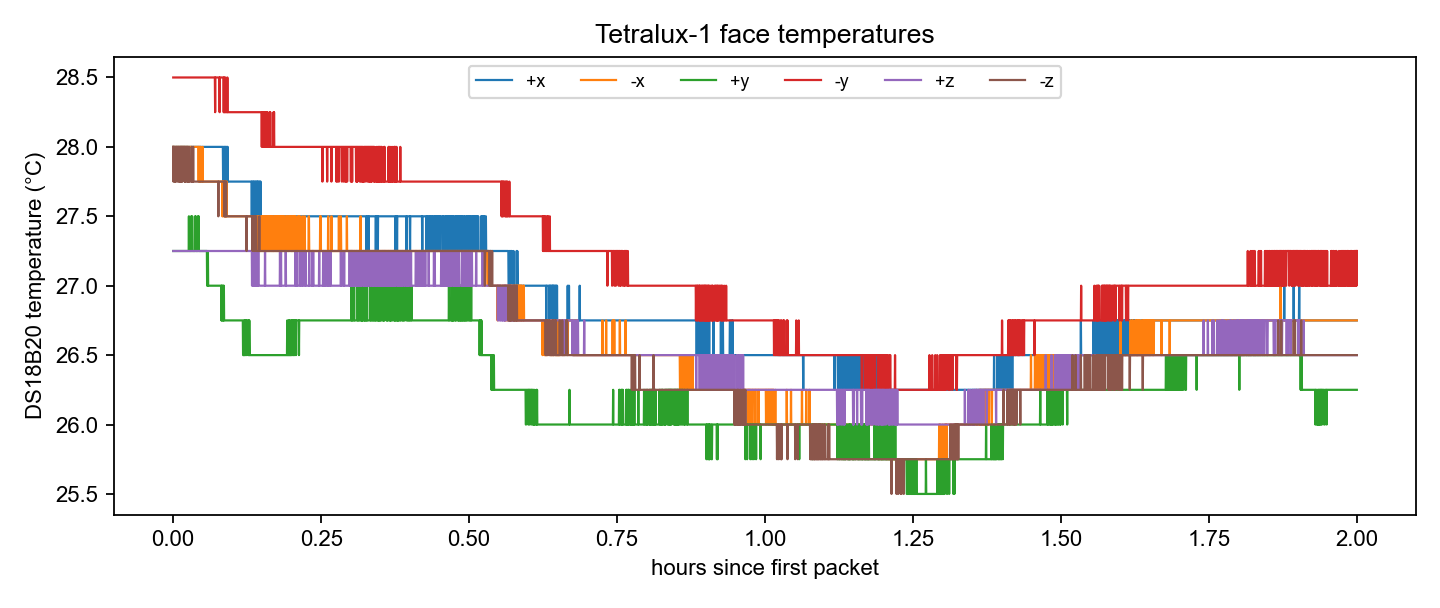 Tetralux-1 face temperatures
+x -x +y -y +z -z
DS18B20 temperature (°C)
28.5
28.0
27.5
27.0
26.5
26.0
25.5
0.00 0.25 0.50 0.75 1.00 1.25 1.50 1.75 2.00
hours since first packet